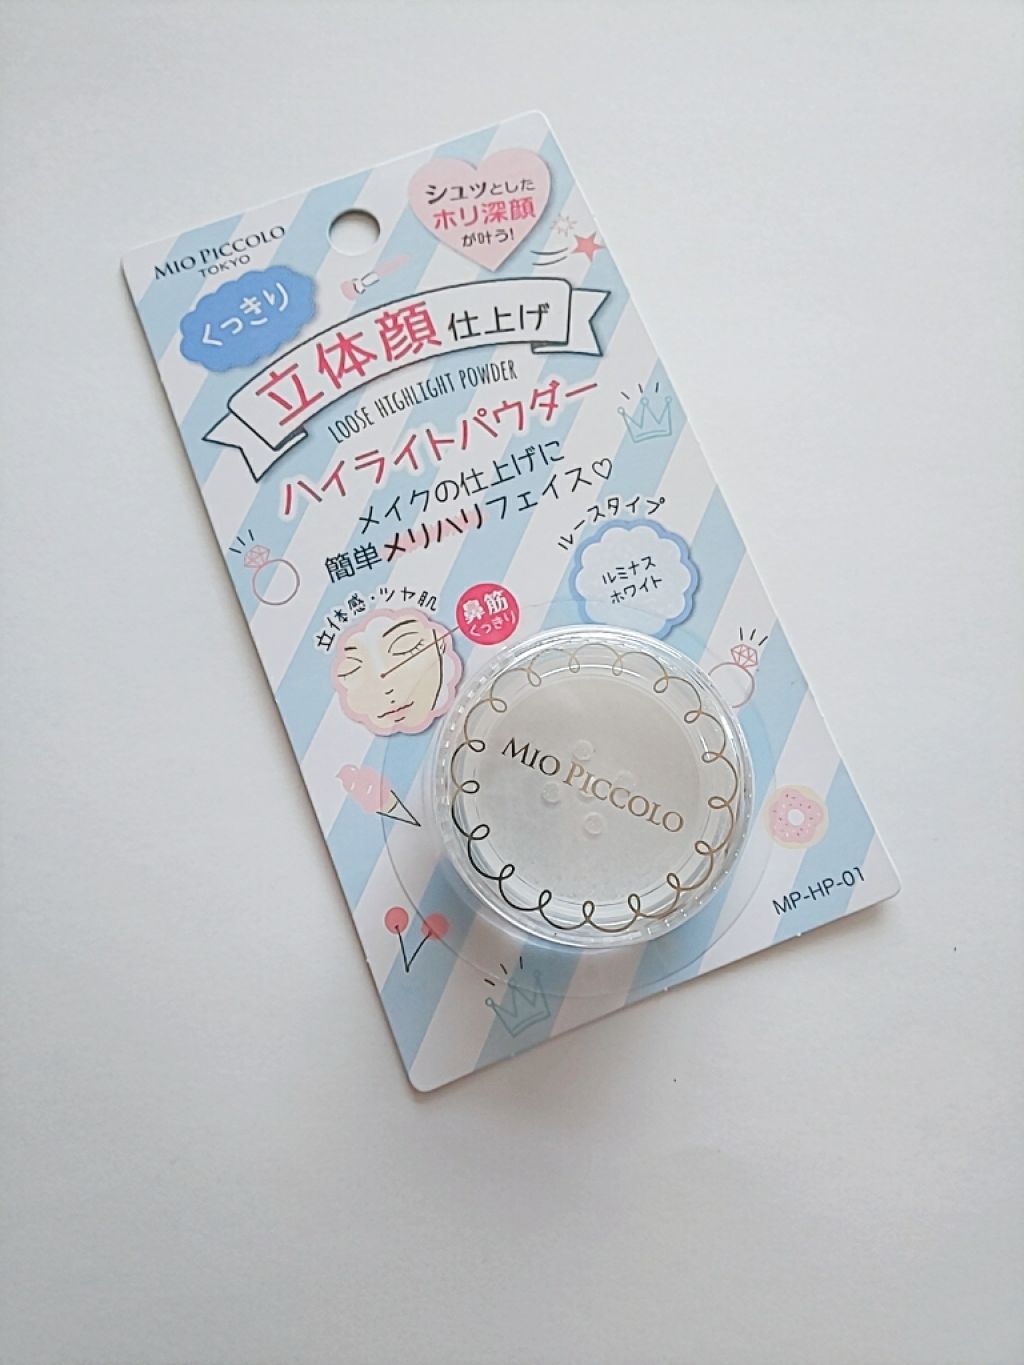 シュッとした
ホリ深顔
が叶う!
MIO PICCOLO
TOKYO
くっきり
立体顔仕上げ
LOOSE HIGHLIGHT POWDER
ハイライトパウダー
メイクの仕上げに
簡単メリハリフェイス♡
ルースタイプ
ルミナス
ホワイト
立体感・ツヤ肌
鼻筋
くっきり
MIO PICCOLO
MP-HP-01